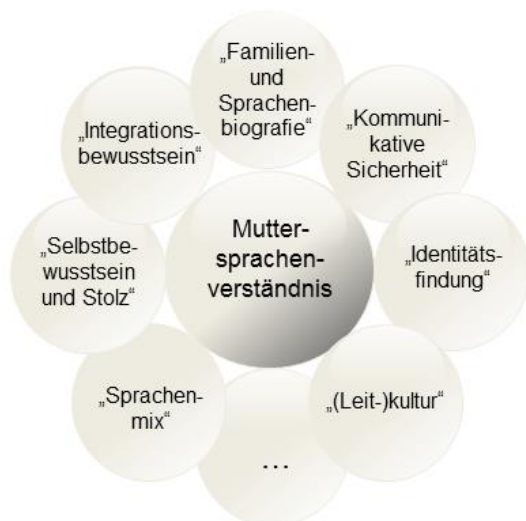 „Familien-
und
Sprachen-
biografie“
„Kommuni-
kative
Sicherheit“
„Identitäts-
findung“
„(Leit-)kultur“
...
„Sprachen-
mix“
„Selbstbe-
wusstsein
und Stolz“
„Integrations-
bewusstsein“
Mutter-
sprachen-
verständnis